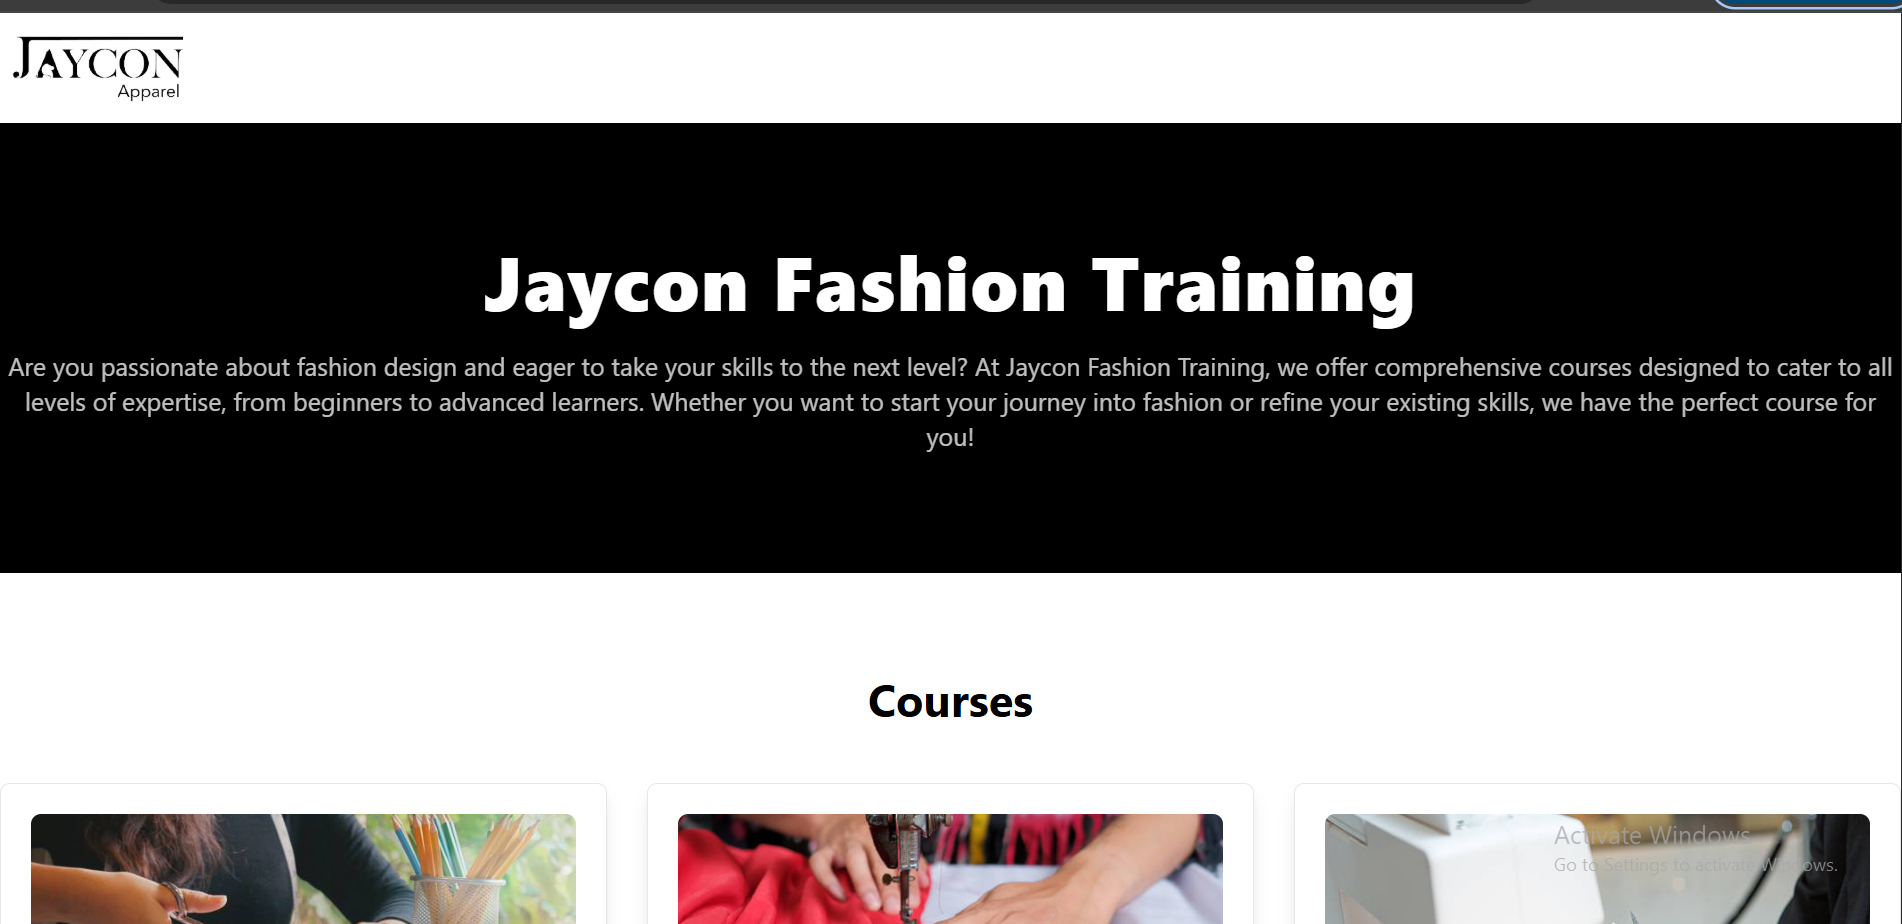 JAYCON
Apparel
Jaycon Fashion Training
Are you passionate about fashion design and eager to take your skills to the next level? At Jaycon Fashion Training, we offer comprehensive courses designed to cater to all
levels of expertise, from beginners to advanced learners. Whether you want to start your journey into fashion or refine your existing skills, we have the perfect course for
you!
Courses
Activate Windows
Go to Settings to activate Windows.